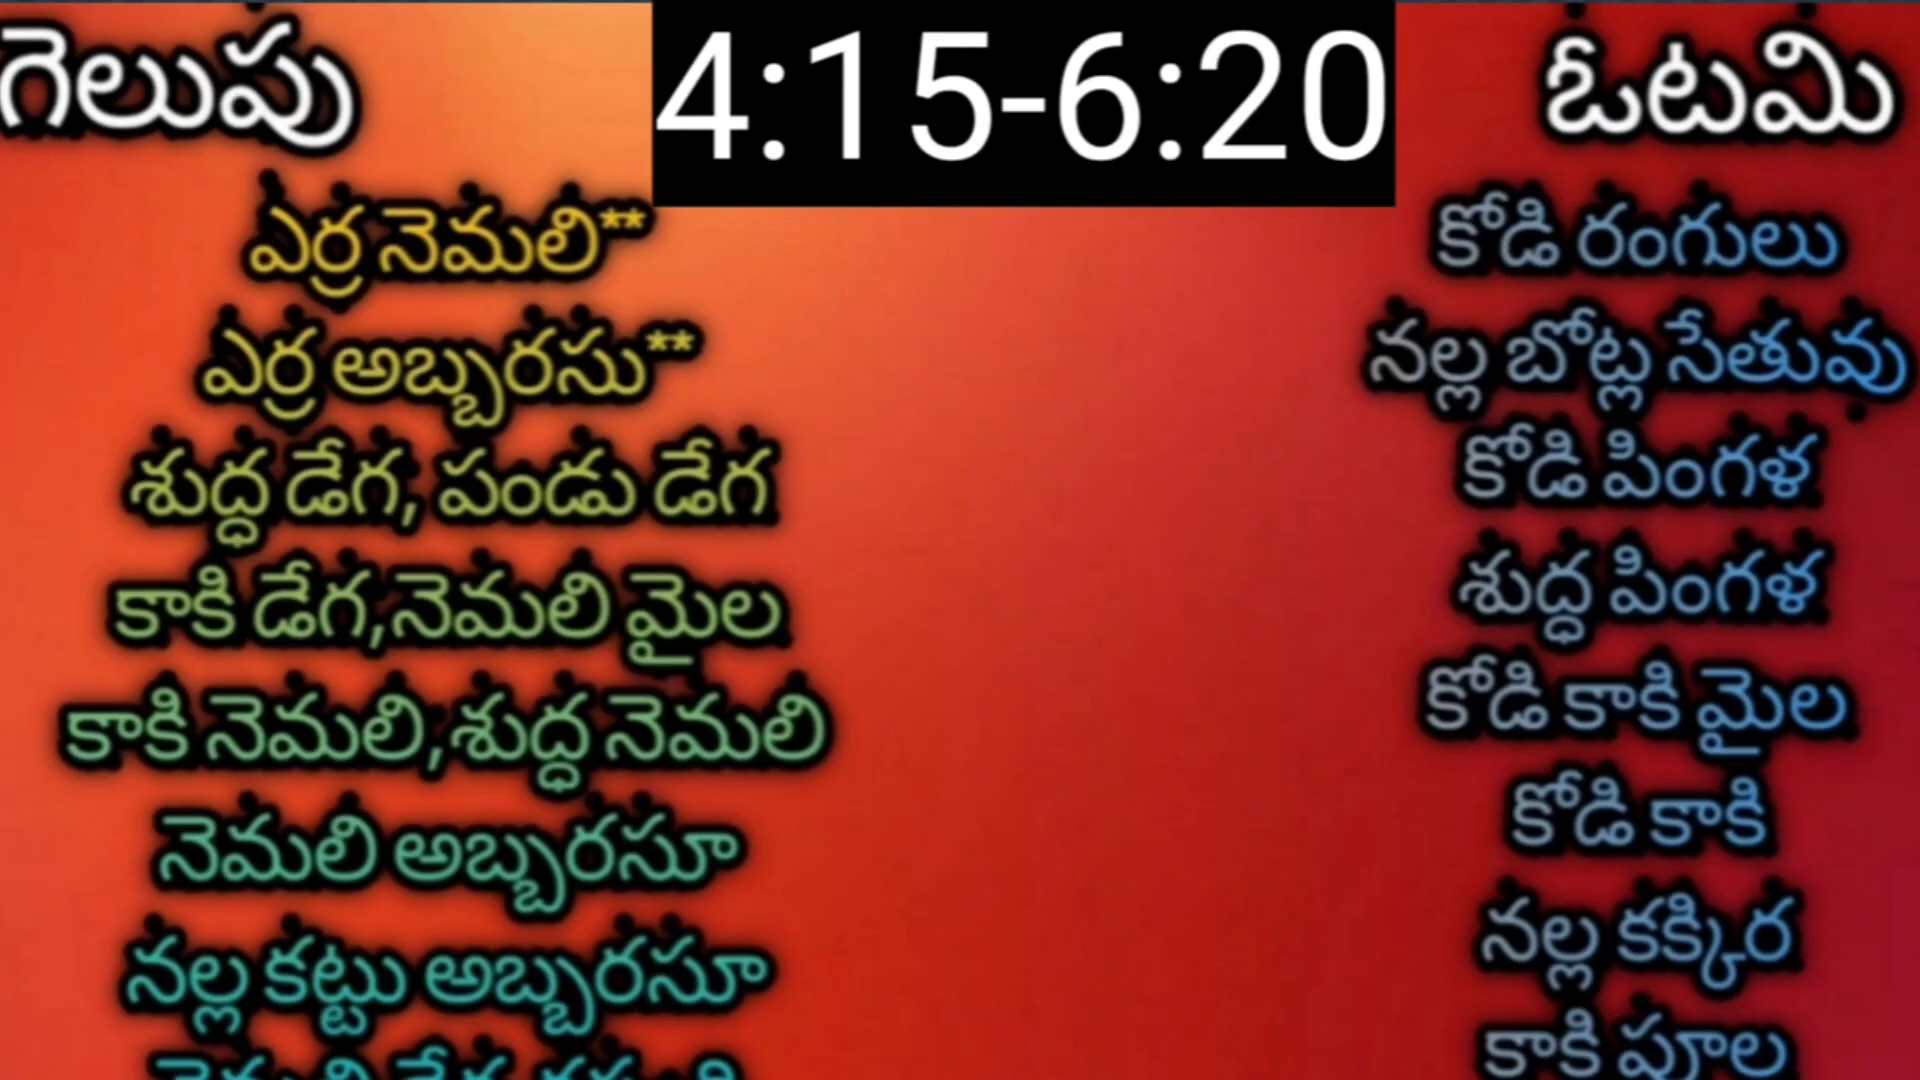 గెలుపు
4:15-6:20
ఓటమి
ఎర్ర నెమలి**
ఎర్ర అబ్బరసు**
శుద్ధ డేగ, పండు డేగ
కాకి డేగ,నెమలి మైల
కాకి నెమలి,శుద్ధ నెమలి
నెమలి అబ్బరసూ
నల్ల కట్టు అబ్బరసూ
కోడి రంగులు
నల్ల బోట్ల సేతువు
కోడి పింగళ
శుద్ధ పింగళ
కోడి కాకి మైల
కోడి కాకి
నల్ల కక్కిర
కాకి పూల